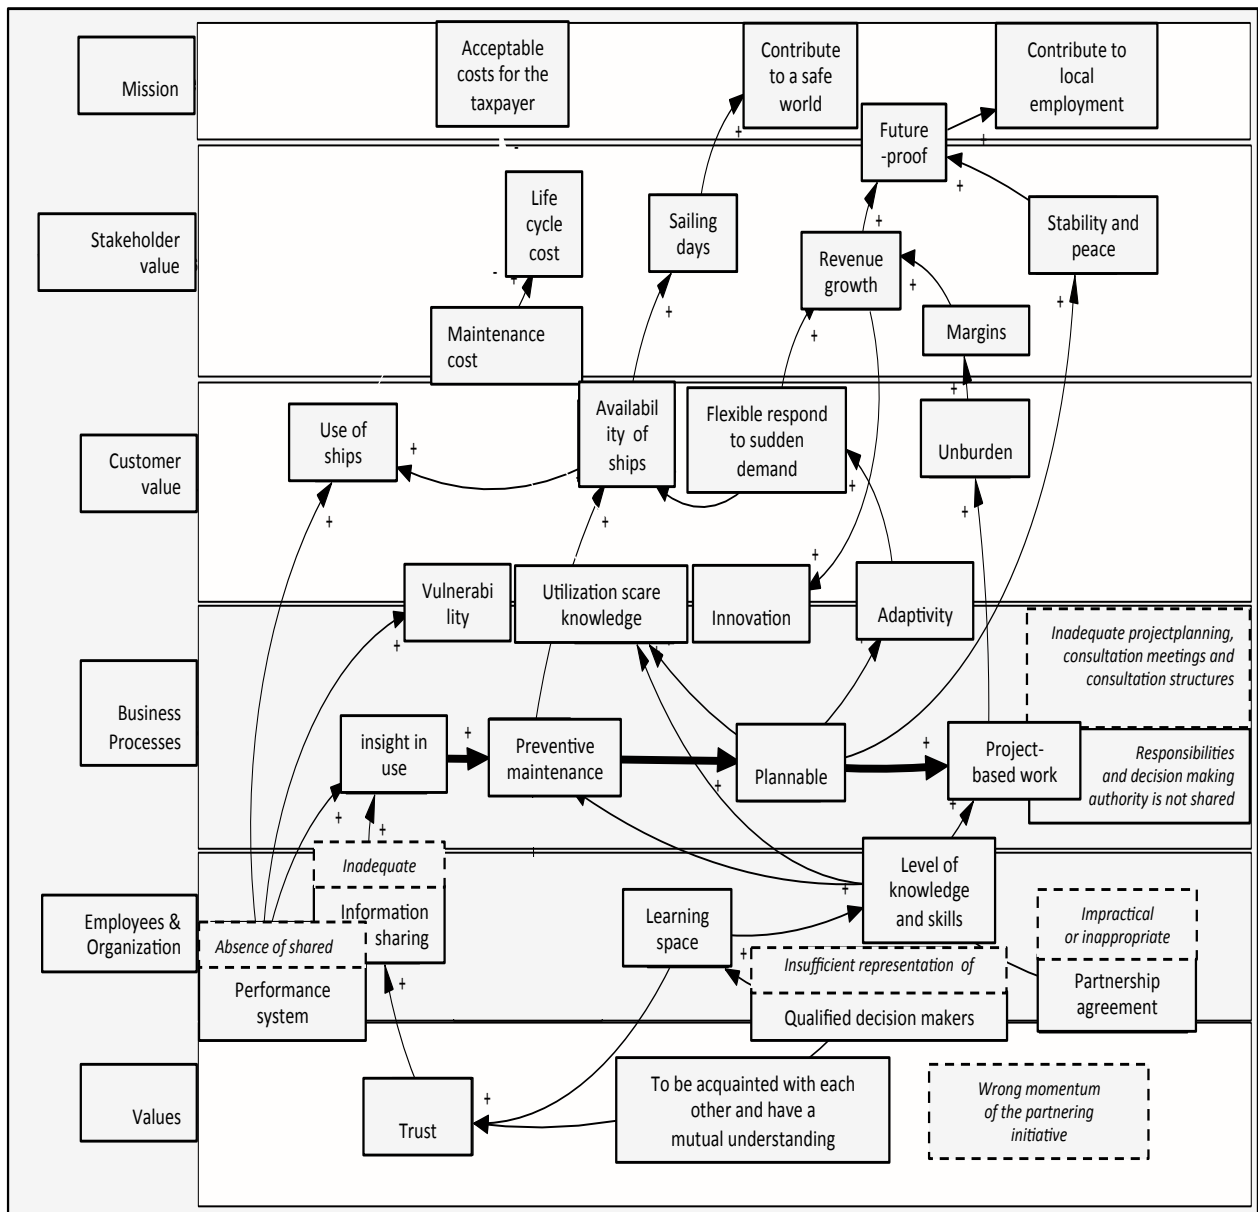 Mission
Acceptable
costs for the
taxpayer
Contribute
to a safe
world
Contribute to
local
employment
Future
-proof
Stakeholder
value
Life
cycle
cost
Sailing
days
Revenue
growth
Stability and
peace
Maintenance
cost
Margins
Customer
value
Use of
ships
Availabil
ity of
ships
Flexible respond
to sudden
demand
Unburden
Business
Processes
Vulnerabi
lity
Utilization scare
knowledge
Innovation
Adaptivity
Inadequate projectplanning,
consultation meetings and
consultation structures
insight in
use
Preventive
maintenance
Plannable
Project-
based work
Responsibilities
and decision making
authority is not shared
Employees &
Organization
Inadequate
Information
sharing
Absence of shared
Performance
system
Learning
space
Level of
knowledge
and skills
Insufficient representation of
Qualified decision makers
Impractical
or inappropriate
Partnership
agreement
Values
Trust
To be acquainted with each
other and have a
mutual understanding
Wrong momentum
of the partnering
initiative